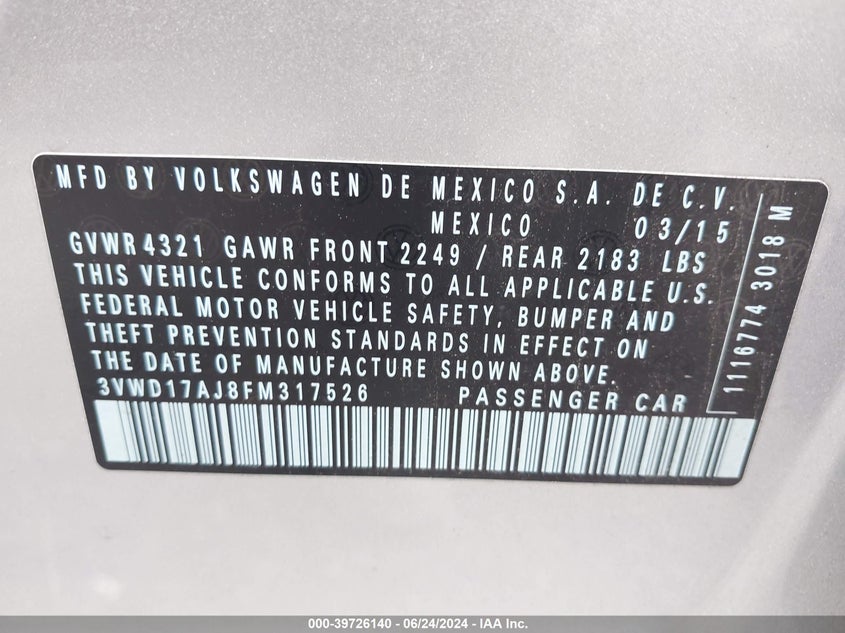 MFD BY VOLKSWAGEN DE MEXICO S.A. DE C.V.
MEXICO 03/15
GVWR 4321 GAWR FRONT 2249 / REAR 2183 LBS
THIS VEHICLE CONFORMS TO ALL APPLICABLE U.S.
FEDERAL MOTOR VEHICLE SAFETY, BUMPER AND
THEFT PREVENTION STANDARDS IN EFFECT ON
THE DATE OF MANUFACTURE SHOWN ABOVE.
3VWD17AJ8FM317526 PASSENGER CAR
1116774 3018 M
000-39726140 - 06/24/2024 - IAA Inc.